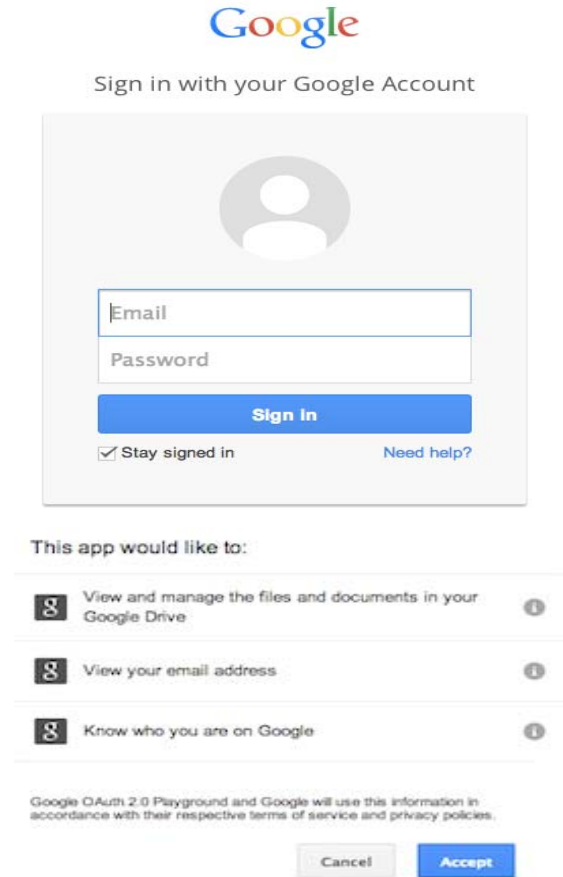 Google
Sign in with your Google Account
Email
Password
Sign in
Stay signed in
Need help?
This app would like to:
View and manage the files and documents in your
Google Drive
View your email address
Know who you are on Google
Google OAuth 2.0 Playground and Google will use this information in
accordance with their respective terms of service and privacy policies.
Cancel
Accept